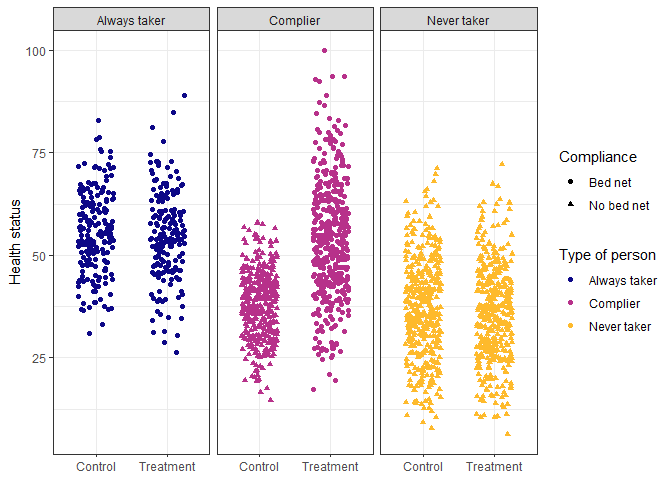 Always taker
Complier
Never taker
Health status
100
75
50
25
Control
Treatment
Control
Treatment
Control
Treatment
Compliance
Bed net
No bed net
Type of person
Always taker
Complier
Never taker